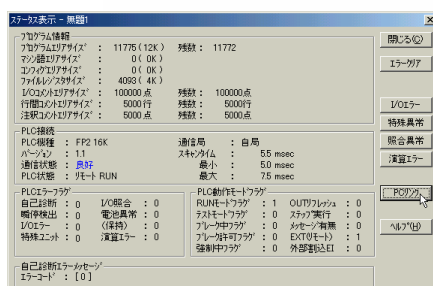 ステータス表示 - 無題1
プログラム情報
プログラムエリアサイズ : 11775 ( 12K ) 残数 : 11772
マシン語エリアサイズ : 0 ( 0K )
コンフィグエリアサイズ : 0 ( 0K )
ファイルレジスタサイズ : 4093 ( 4K )
I/Oコメントエリアサイズ : 100000 点 残数 : 100000点
行間コメントエリアサイズ : 5000 行 残数 : 5000行
注釈コメントエリアサイズ : 5000 点 残数 : 5000点
PLC接続
PLC機種 : FP2 16K 通信局 : 自局
バージョン : 1.1 スキャンタイム : 5.5 msec
通信状態 : 良好 最小 : 5.0 msec
PLC状態 : リモート RUN 最大 : 7.5 msec
PLCエラーフラグ
自己診断 : 0 I/O照合 : 0
瞬停検出 : 0 電池異常 : 0
I/Oエラー : 0 (保持) : 0
特殊ユニット : 0 演算エラー : 0
PLC動作モードフラグ
RUNモードフラグ : 1 OUTリフレッシュ : 0
テストモードフラグ : 0 ステップ実行 : 0
ブレーク中フラグ : 0 メッセージ有無 : 0
ブレーク許可フラグ : 0 EXT(リモート) : 1
強制中フラグ : 0 外部割込EI : 0
自己診断エラーメッセージ
エラーコード : [ 0 ]
閉じる(C)
エラークリア
I/Oエラー
特殊異常
照合異常
演算エラー
PCリンク
ヘルプ(H)